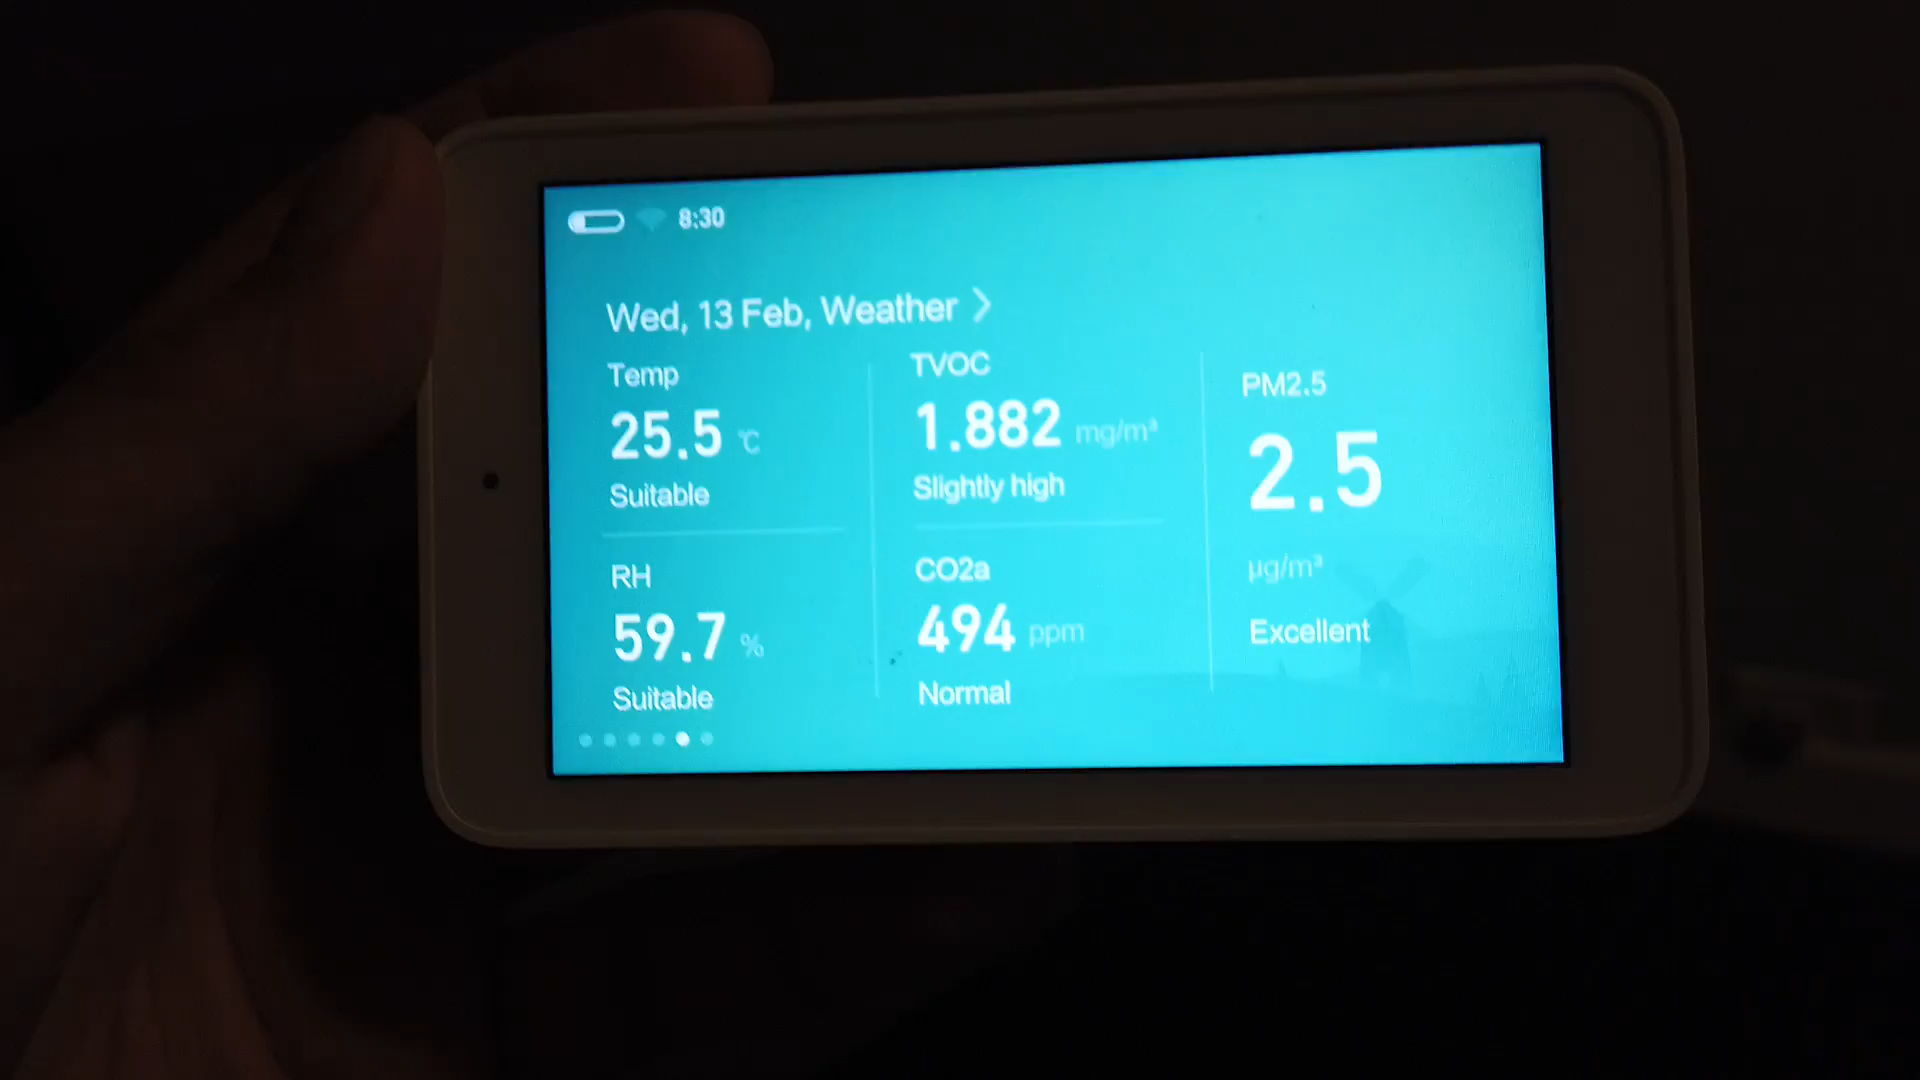 8:30
Wed, 13 Feb, Weather >
Temp
25.5 ℃
Suitable
RH
59.7 %
Suitable
TVOC
1.882 mg/m³
Slightly high
CO2a
494 ppm
Normal
PM2.5
2.5
µg/m³
Excellent